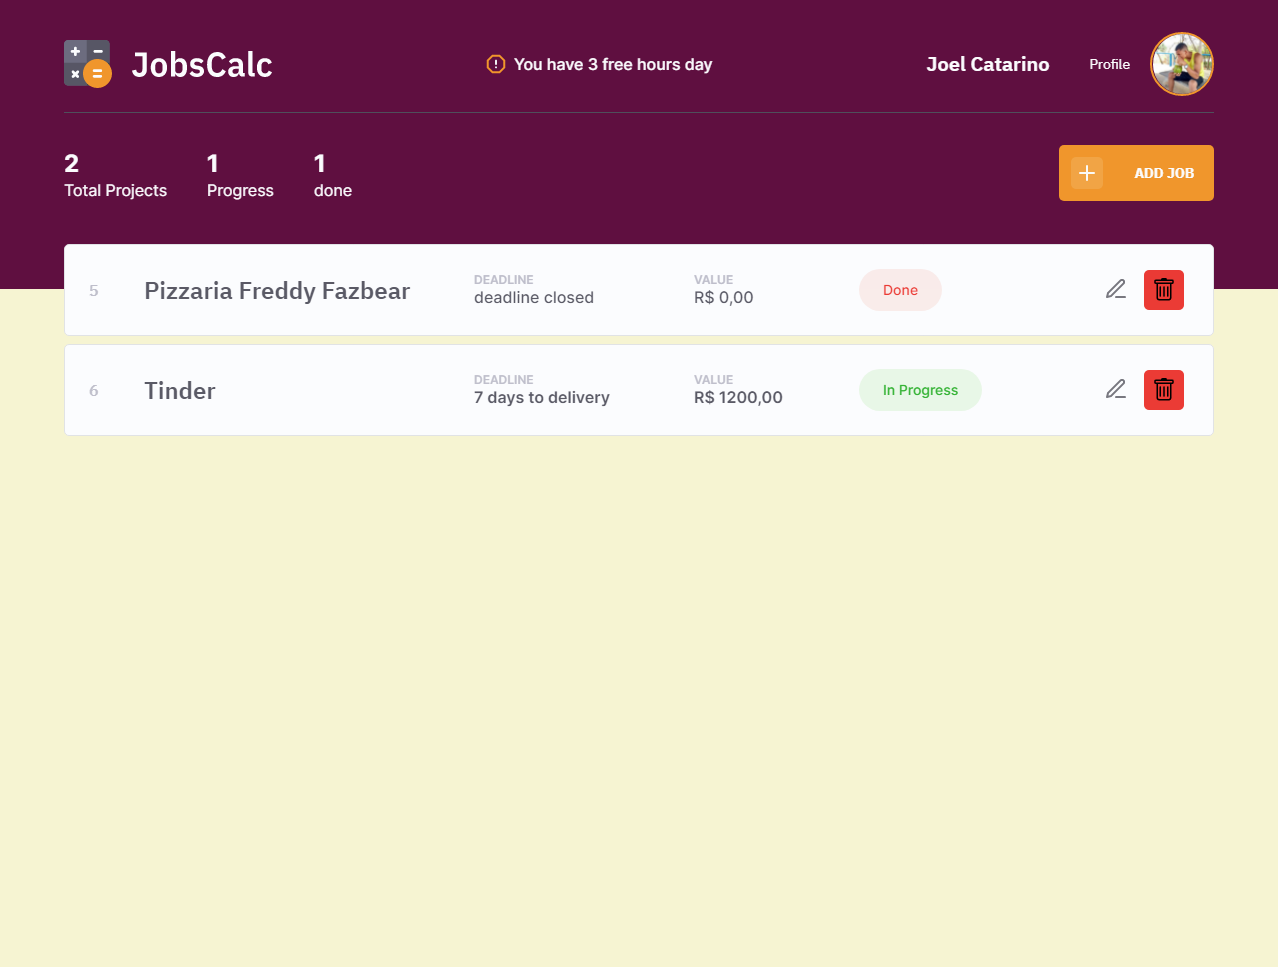 JobsCalc
You have 3 free hours day
Joel Catarino
Profile
2
Total Projects
1
Progress
1
done
ADD JOB
5
Pizzaria Freddy Fazbear
DEADLINE
deadline closed
VALUE
R$ 0,00
Done
6
Tinder
DEADLINE
7 days to delivery
VALUE
R$ 1200,00
In Progress